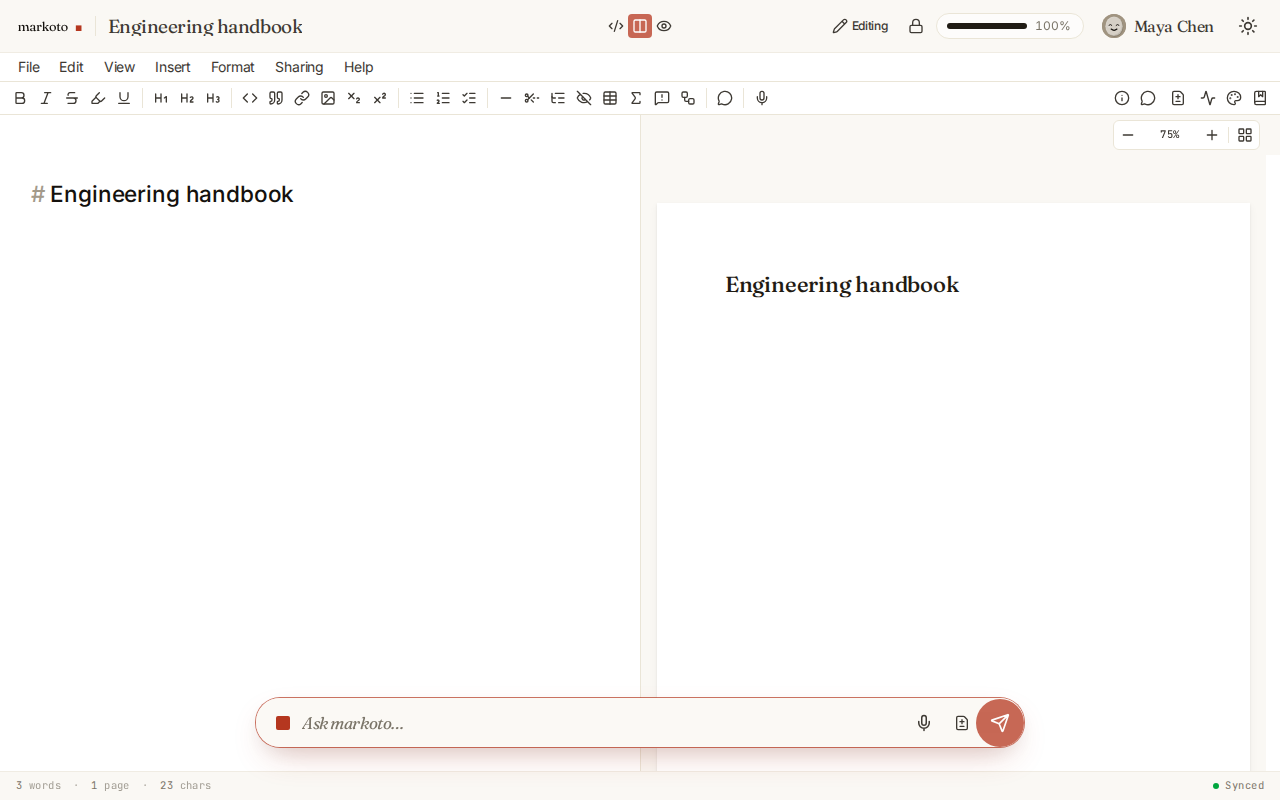 markoto
Engineering handbook
Editing
100%
Maya Chen
File Edit View Insert Format Sharing Help
H1 H2 H3
75%
# Engineering handbook
Engineering handbook
Ask markoto...
3 words · 1 page · 23 chars
Synced